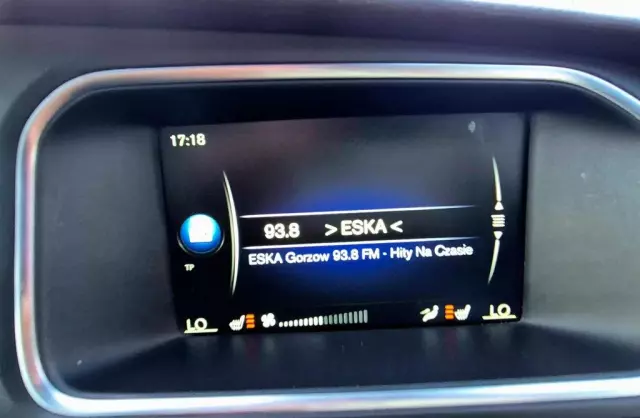 17:18
93.8 >ESKA<
ESKA Gorzow 93.8 FM - Hity Na Czasie
TP
LO LO